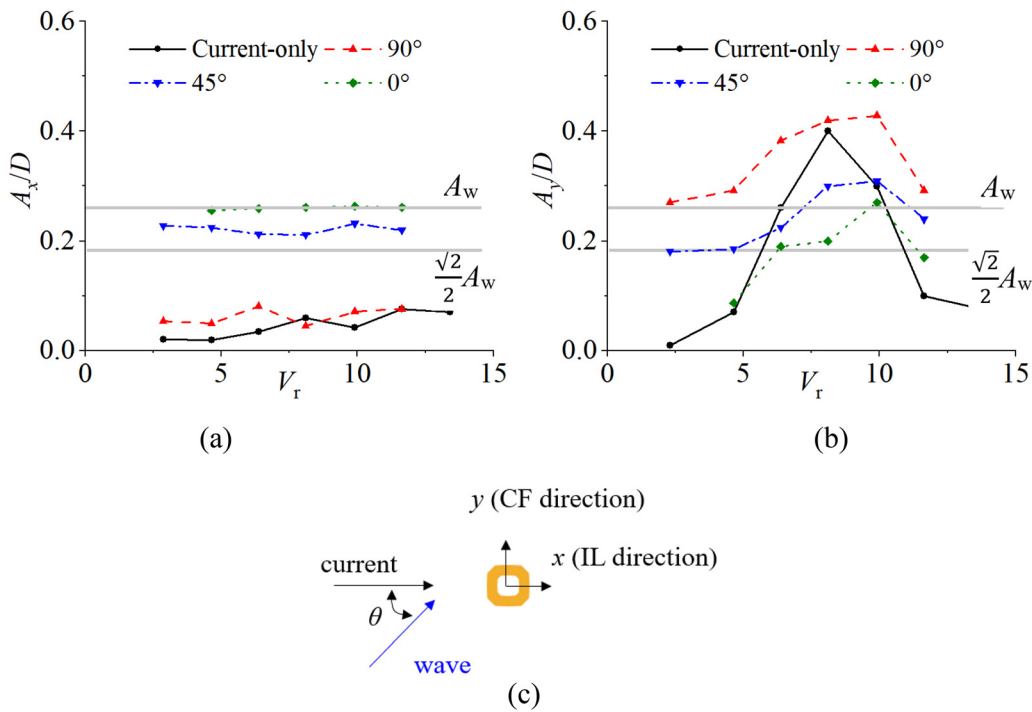 0.6
0.4
0.2
0.0
A_x/D
Current-only
90°
45°
0°
A_w
√2/2 A_w
0 5 10 15
V_r
(a)
0.6
0.4
0.2
0.0
A_y/D
Current-only
90°
45°
0°
A_w
√2/2 A_w
0 5 10 15
V_r
(b)
y (CF direction)
x (IL direction)
current
θ
wave
(c)